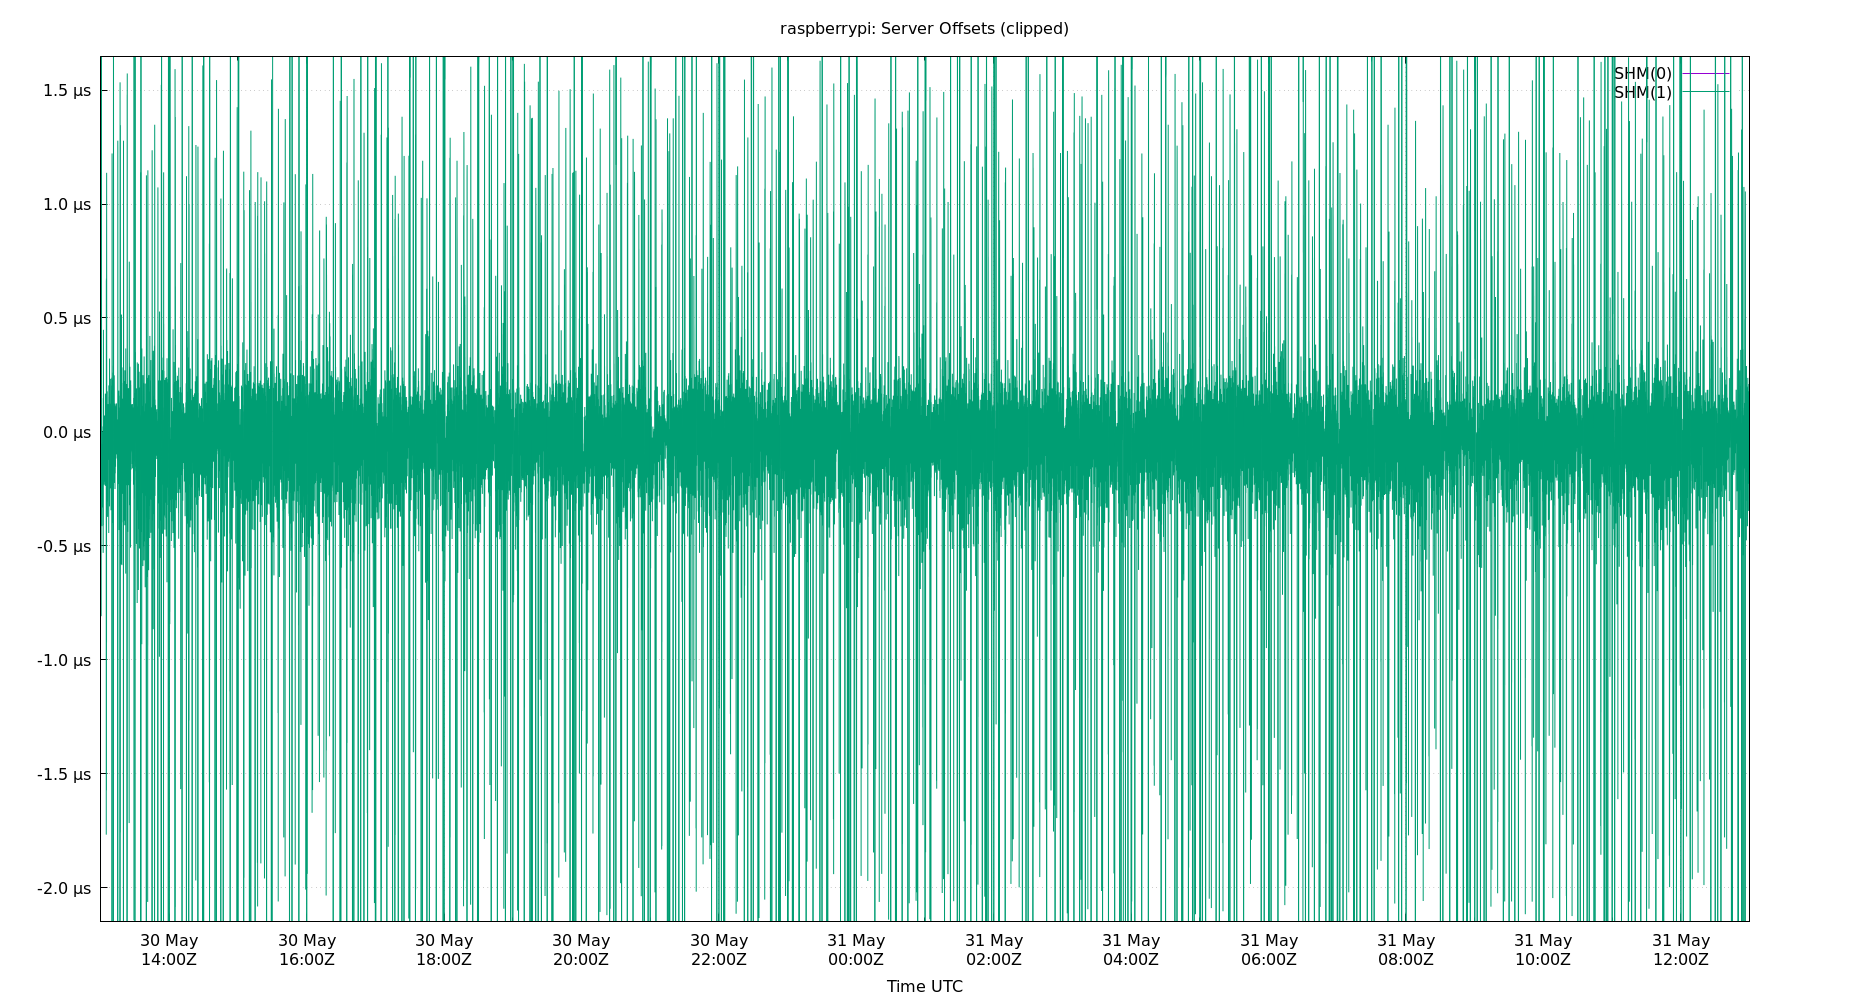 raspberrypi: Server Offsets (clipped)
SHM(0)
SHM(1)
1.5 μs
1.0 μs
0.5 μs
0.0 μs
-0.5 μs
-1.0 μs
-1.5 μs
-2.0 μs
30 May 30 May 30 May 30 May 30 May 31 May 31 May 31 May 31 May 31 May 31 May 31 May
14:00Z 16:00Z 18:00Z 20:00Z 22:00Z 00:00Z 02:00Z 04:00Z 06:00Z 08:00Z 10:00Z 12:00Z
Time UTC